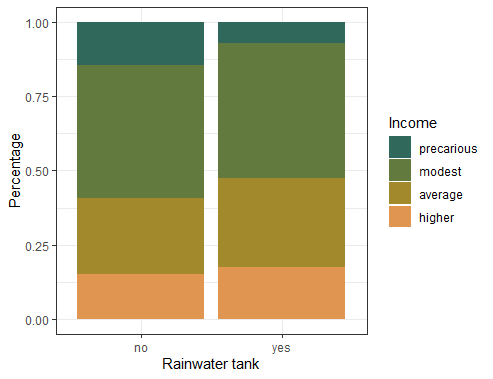 1.00
0.75
0.50
0.25
0.00
Percentage
no yes
Rainwater tank
Income
precarious
modest
average
higher